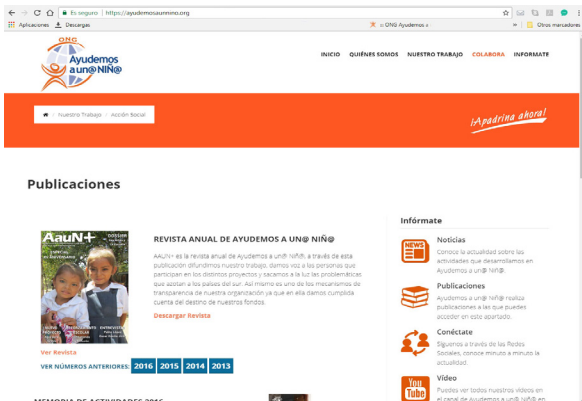 Es seguro | https://ayudemosaunnino.org
Aplicaciones Descargas :: ONG Ayudemos a Otros marcadores
ONG
Ayudemos
a un@ NIÑ@
INICIO QUIÉNES SOMOS NUESTRO TRABAJO COLABORA INFORMATE
/ Nuestro Trabajo / Acción Social
¡Apadrina ahora!
Publicaciones
AauN+ DOSSIER
REVISTA ANUAL DE AYUDEMOS A UN@ NIÑ@
AAUN+ es la revista anual de Ayudemos a un@ Niñ@, a través de esta
publicación difundimos nuestro trabajo, damos voz a las personas que
participan en los distintos proyectos y sacamos a la luz las problemáticas
que azotan a los países del sur. Así mismo es uno de los mecanismos de
transparencia de nuestra organización ya que en ella damos cumplida
cuenta del destino de nuestros fondos.
Descargar Revista
Ver Revista
VER NÚMEROS ANTERIORES: 2016 2015 2014 2013
MEMORIA DE ACTIVIDADES 2016
Infórmate
NEWS
Noticias
Conoce la actualidad sobre las
actividades que desarrollamos en
Ayudemos a un@ Niñ@.
Publicaciones
Ayudemos a un@ Niñ@ realiza
publicaciones a las que puedes
acceder en este apartado.
Conéctate
Síguenos a través de las Redes
Sociales, conoce minuto a minuto la
actualidad.
You
Tube
Vídeo
Puedes ver todos nuestros vídeos en
el canal de Ayudemos a un@ Niñ@ en